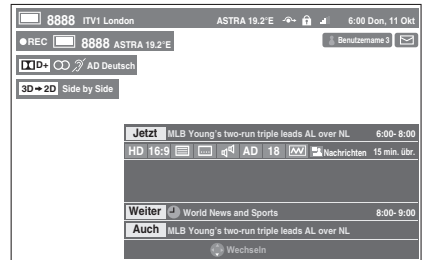 8888 ITV1 London ASTRA 19.2°E 6:00 Don, 11 Okt
●REC 8888 ASTRA 19.2°E Benutzername 3
D+ AD Deutsch
3D➔2D Side by Side
Jetzt MLB Young's two-run triple leads AL over NL 6:00- 8:00
HD 16:9 AD 18 Nachrichten 15 min. übr.
Weiter World News and Sports 8:00- 9:00
Auch MLB Young's two-run triple leads AL over NL
Wechseln